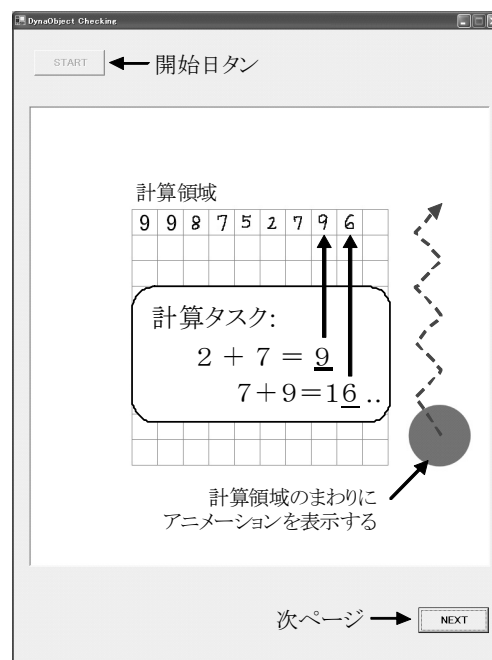 DynaObject Checking
START
開始日タン
計算領域
9 9 8 7 5 2 7 9 6
計算タスク:
2 + 7 = 9
7+9=16..
計算領域のまわりに
アニメーションを表示する
次ページ
NEXT